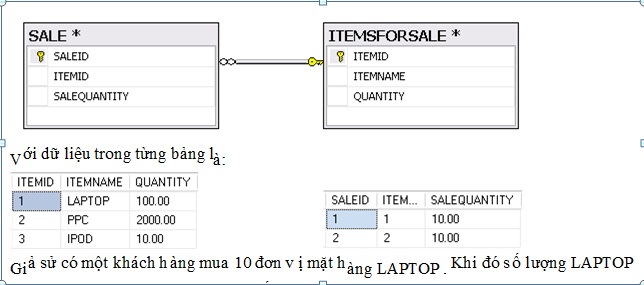 SALE *
SALEID
ITEMID
SALEQUANTITY
ITEMSFORSALE *
ITEMID
ITEMNAME
QUANTITY
Với dữ liệu trong từng bảng là:
ITEMID ITEMNAME QUANTITY
1 LAPTOP 100.00
2 PPC 2000.00
3 IPOD 10.00
SALEID ITEM... SALEQUANTITY
1 1 10.00
2 2 10.00
Giả sử có một khách hàng mua 10 đơn vị mặt hàng LAPTOP. Khi đó số lượng LAPTOP